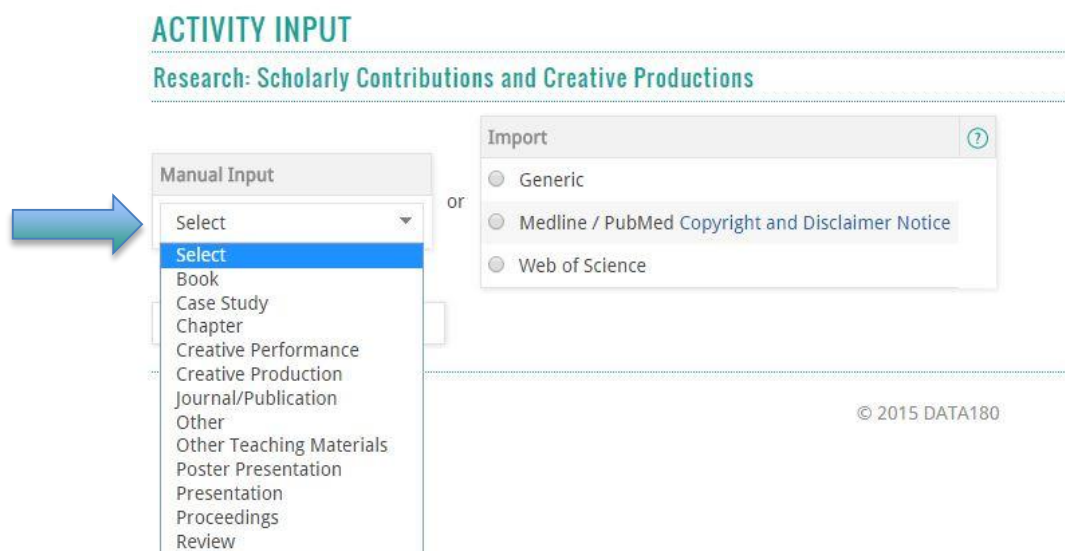 ACTIVITY INPUT
Research: Scholarly Contributions and Creative Productions
Manual Input
Select
Select
Book
Case Study
Chapter
Creative Performance
Creative Production
Journal/Publication
Other
Other Teaching Materials
Poster Presentation
Presentation
Proceedings
Review
or
Import ?
Generic
Medline / PubMed Copyright and Disclaimer Notice
Web of Science
© 2015 DATA180